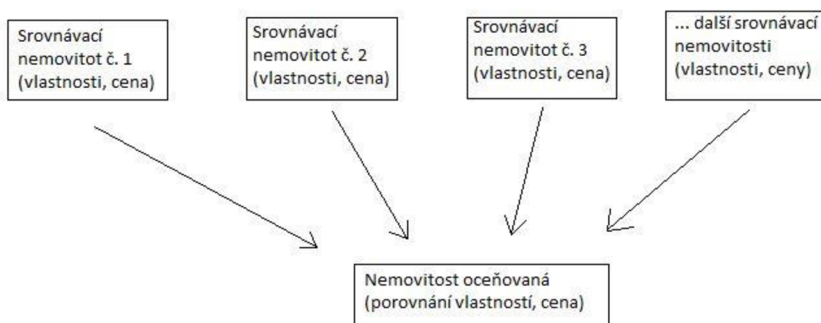 Srovnávací
nemovitot č. 1
(vlastnosti, cena)
Srovnávací
nemovitot č. 2
(vlastnosti, cena)
Srovnávací
nemovitot č. 3
(vlastnosti, cena)
... další srovnávací
nemovitosti
(vlastnosti, ceny)
Nemovitost oceňovaná
(porovnání vlastností, cena)